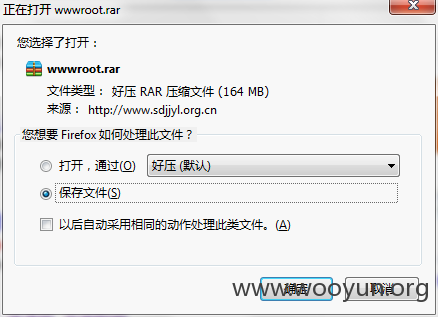 正在打开 wwwroot.rar
您选择了打开：
wwwroot.rar
文件类型： 好压 RAR 压缩文件 (164 MB)
来源： http://www.sdjjyl.org.cn
您想要 Firefox 如何处理此文件？
打开，通过(O) 好压 (默认)
保存文件(S)
以后自动采用相同的动作处理此类文件。(A)
www.wooyun.org
取消